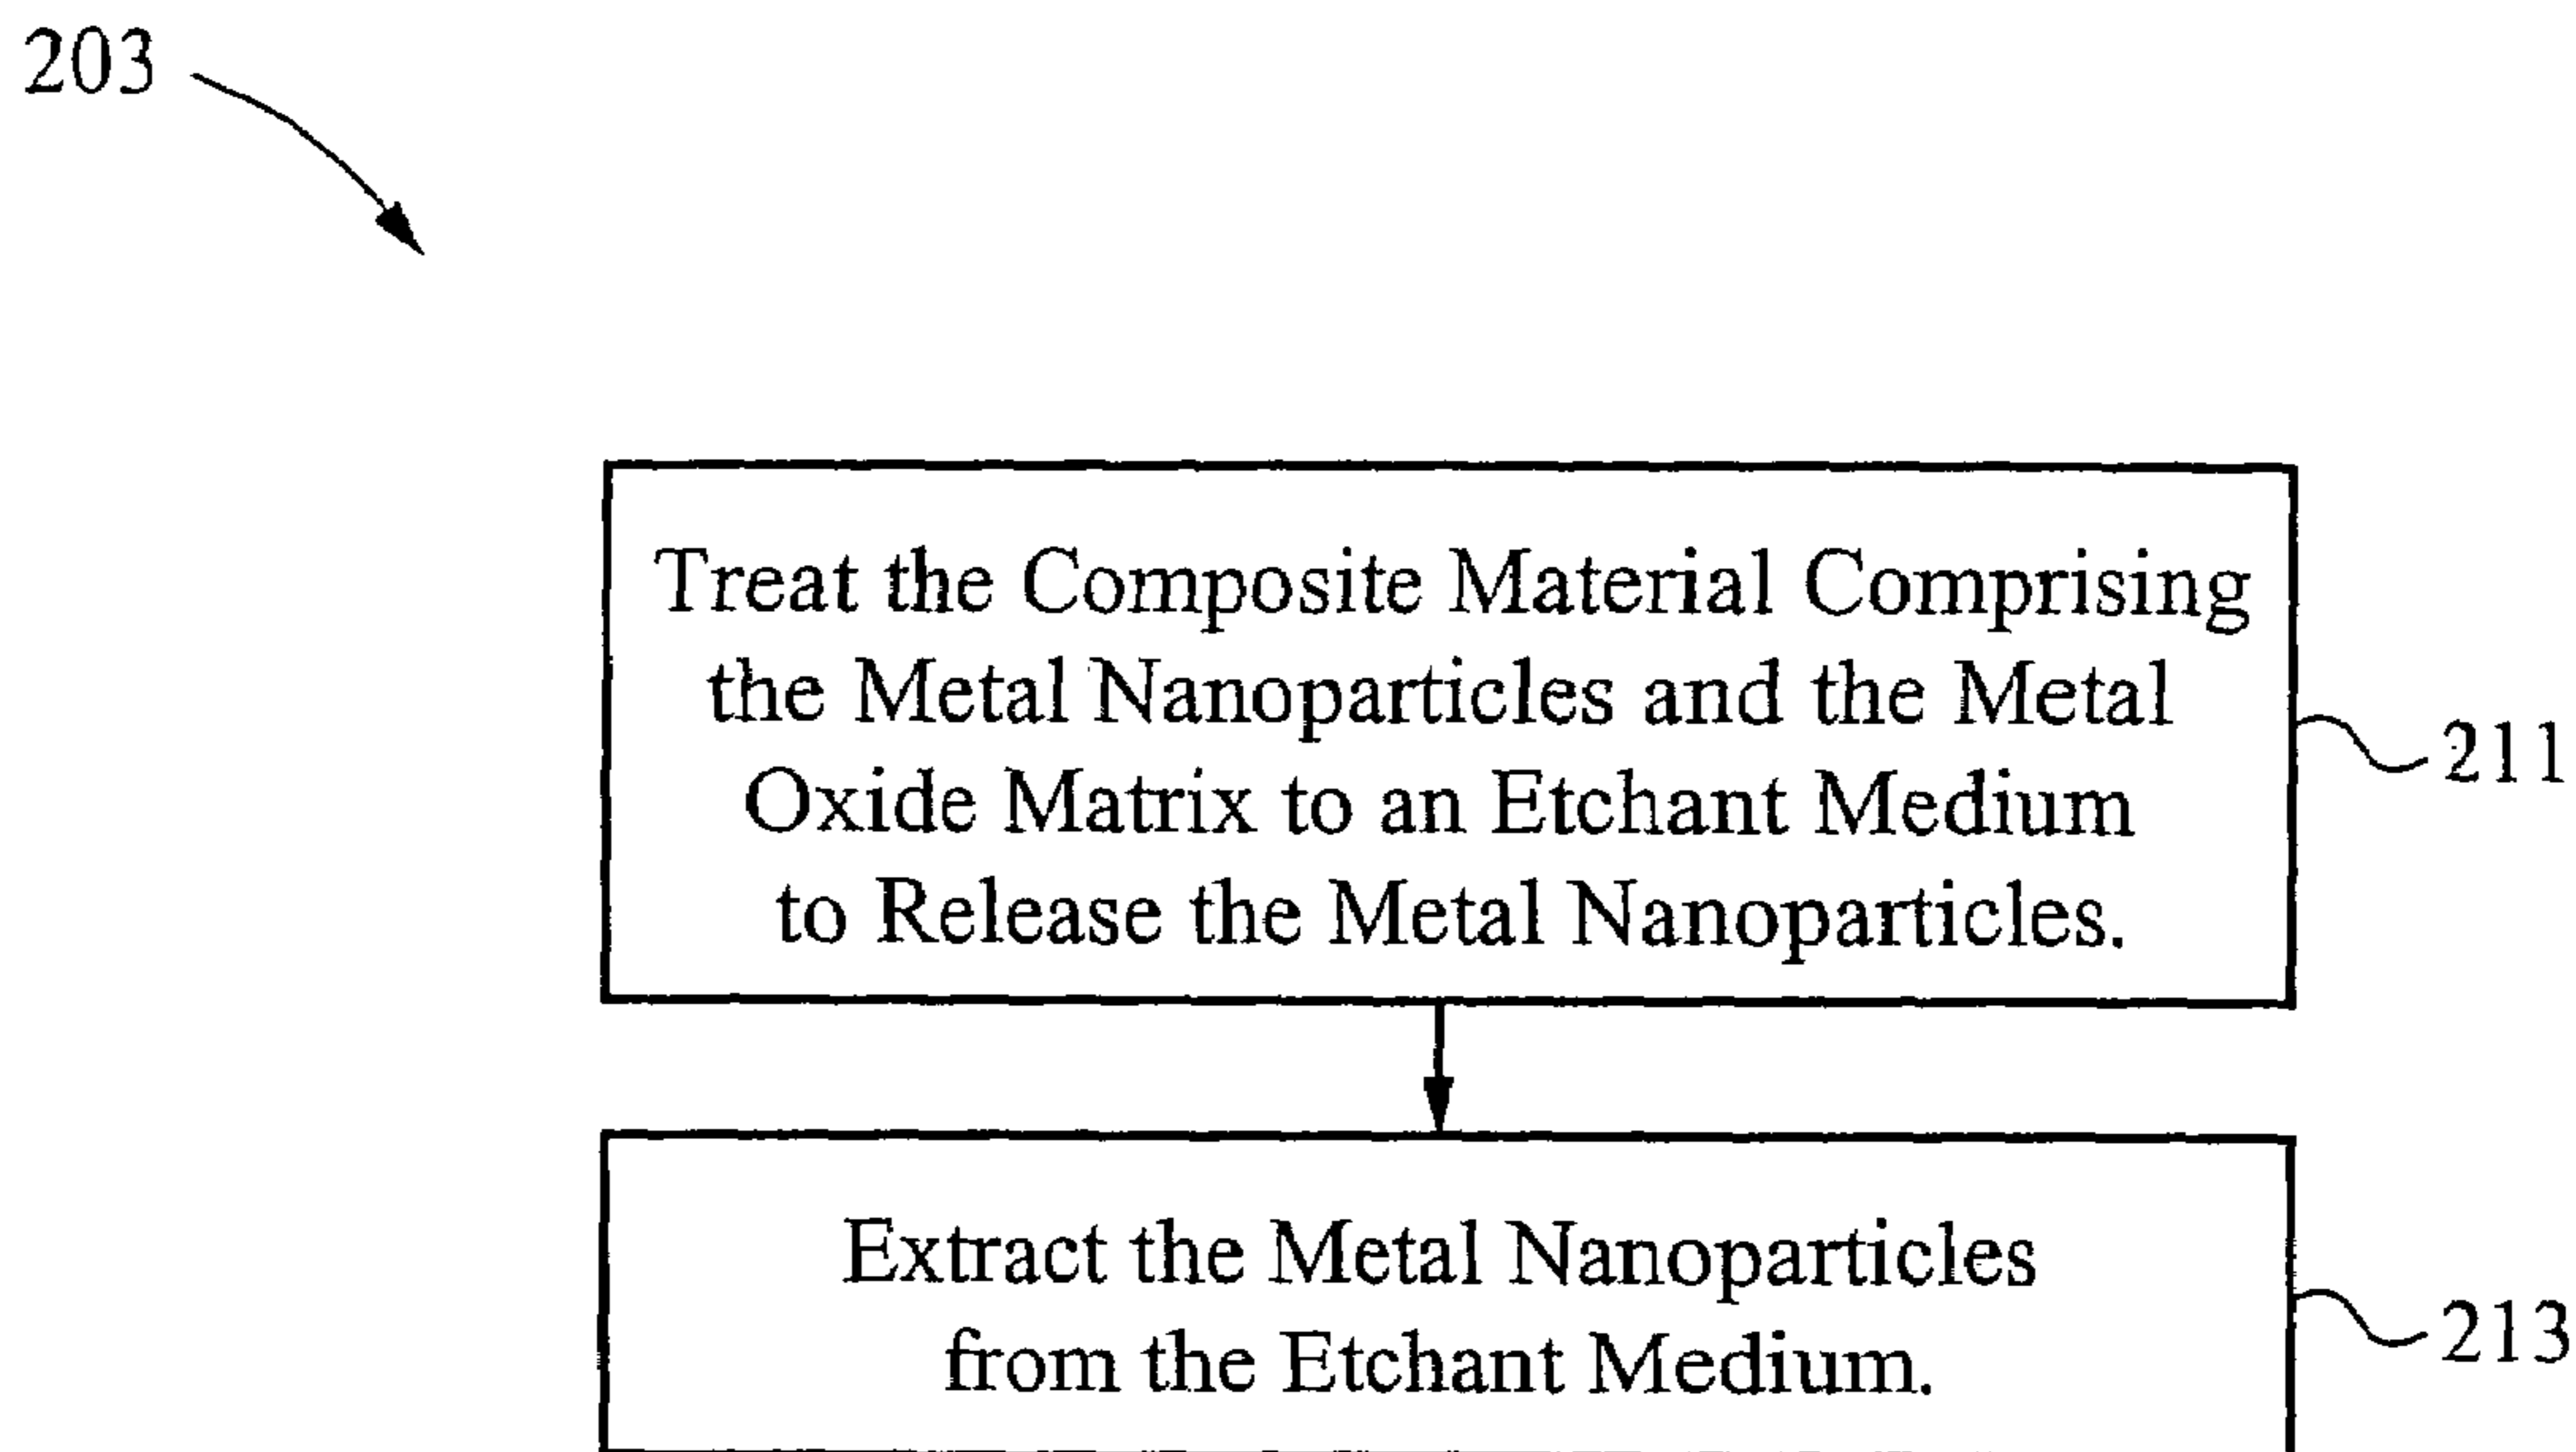 203
Treat the Composite Material Comprising
the Metal Nanoparticles and the Metal
Oxide Matrix to an Etchant Medium
to Release the Metal Nanoparticles.
211
Extract the Metal Nanoparticles
from the Etchant Medium.
213